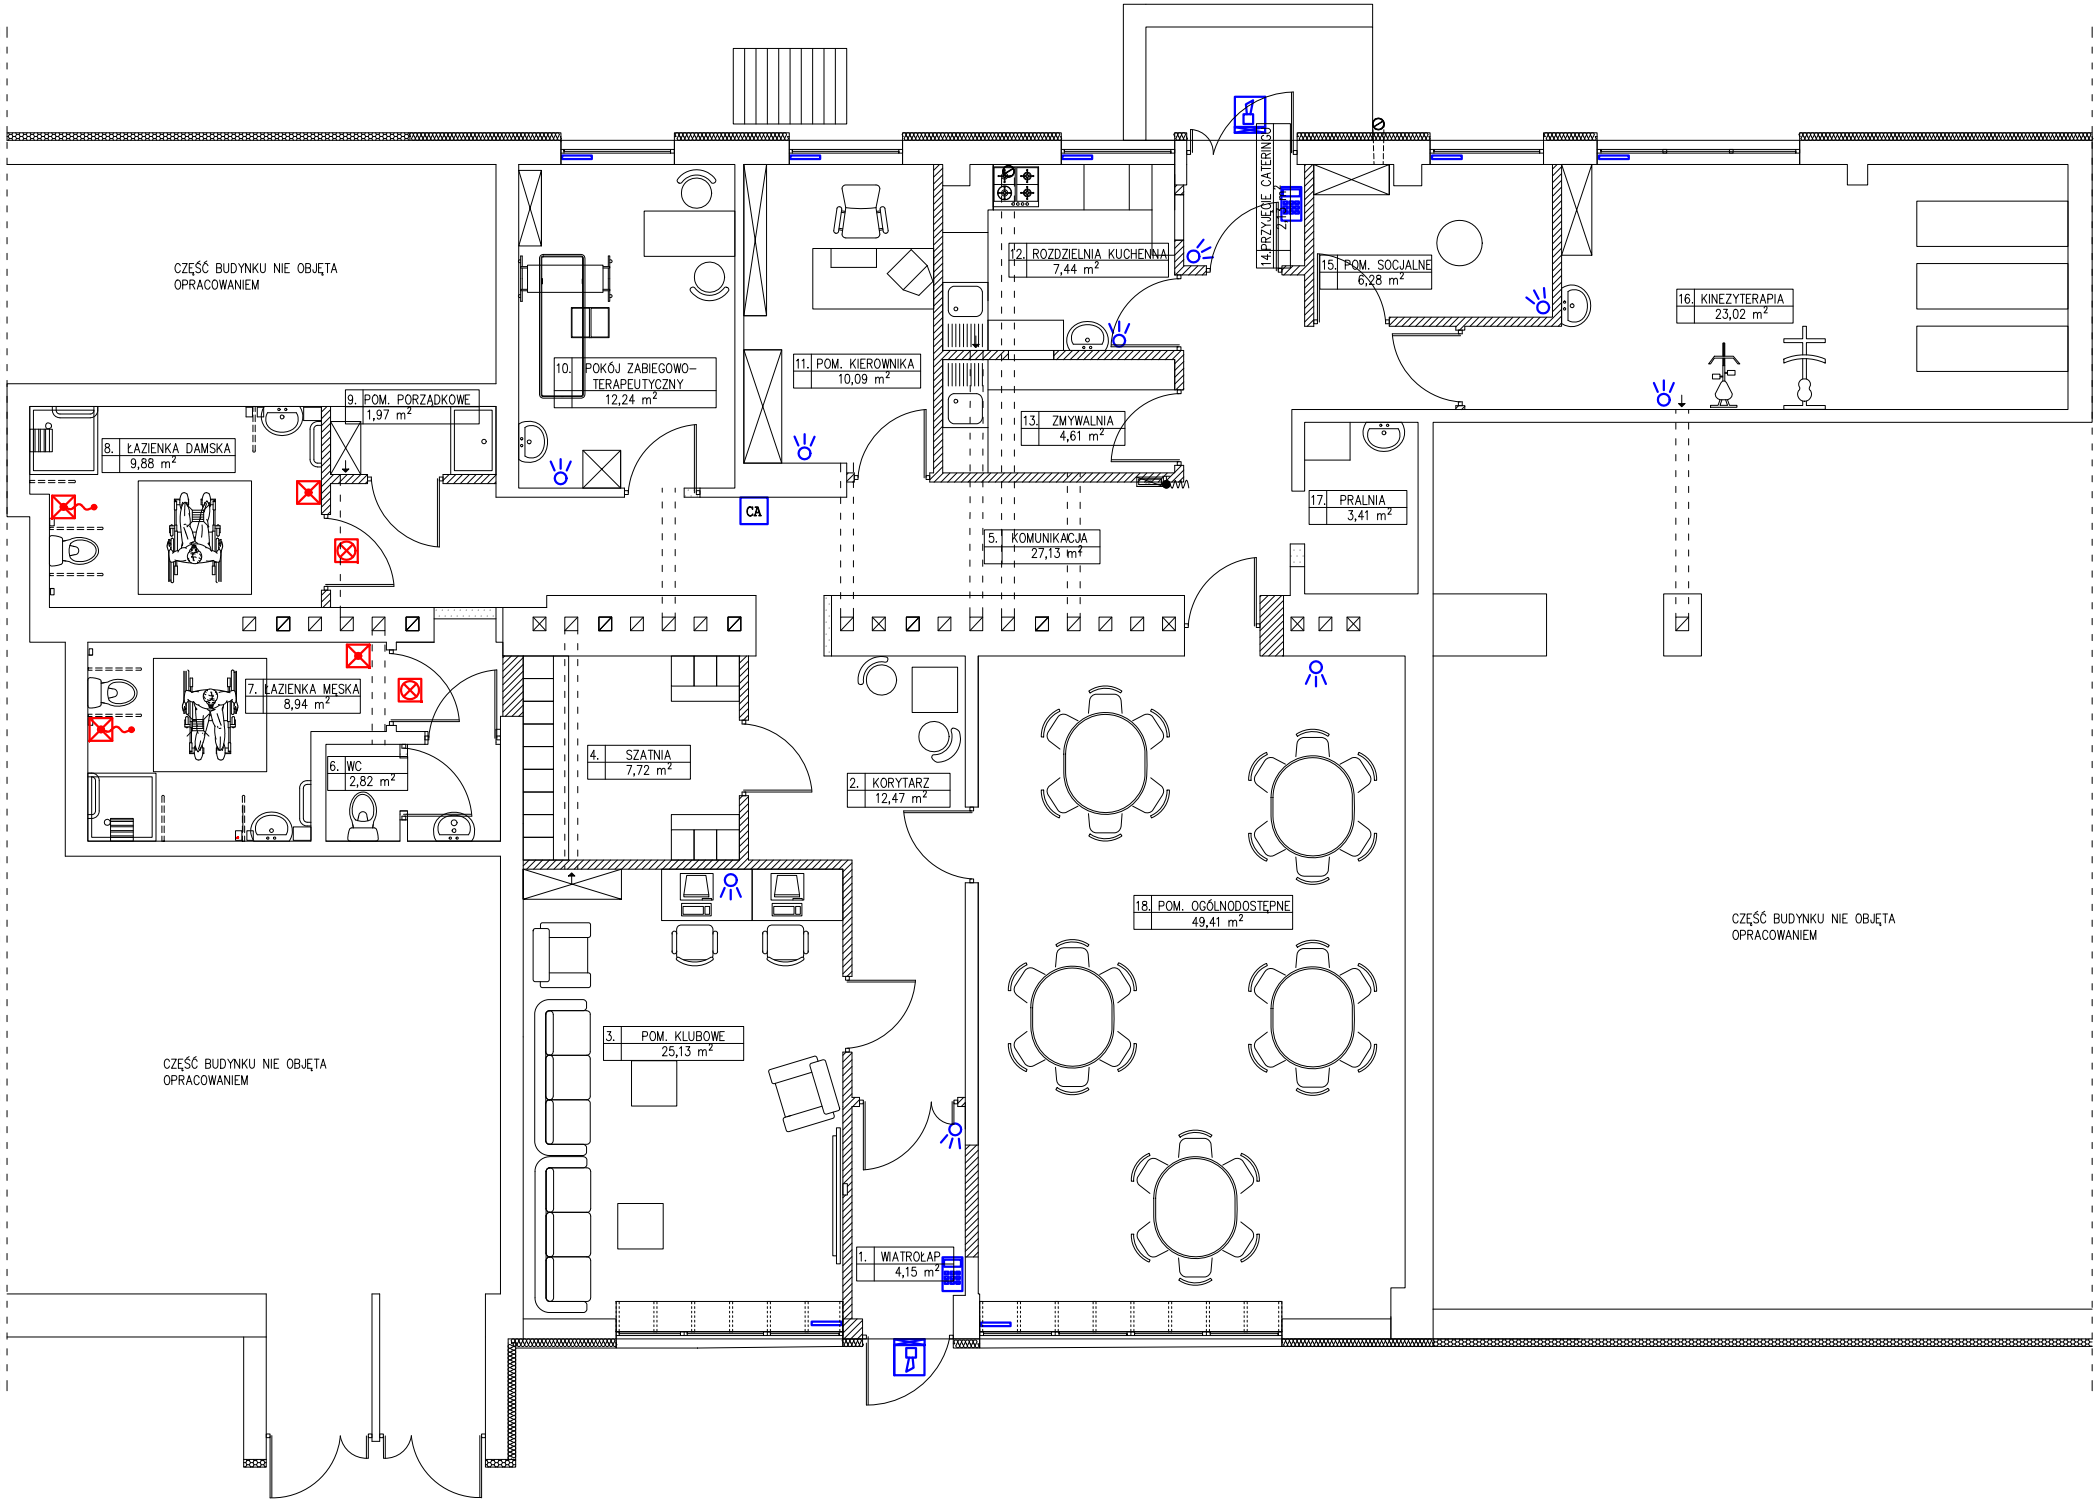 14.PRZYJĘCIE CATERINGU
CZĘŚĆ BUDYNKU NIE OBJĘTA
OPRACOWANIEM
12. ROZDZIELNIA KUCHENNA
7,44 m²
15. POM. SOCJALNE
6,28 m²
16. KINEZYTERAPIA
23,02 m²
10. POKÓJ ZABIEGOWO-
TERAPEUTYCZNY
12,24 m²
11. POM. KIEROWNIKA
10,09 m²
9. POM. PORZĄDKOWE
1,97 m²
13. ZMYWALNIA
4,61 m²
8. ŁAZIENKA DAMSKA
9,88 m²
17. PRALNIA
3,41 m²
CA
5. KOMUNIKACJA
27,13 m²
7. ŁAZIENKA MĘSKA
8,94 m²
6. WC
2,82 m²
4. SZATNIA
7,72 m²
2. KORYTARZ
12,47 m²
18. POM. OGÓLNODOSTĘPNE
49,41 m²
CZĘŚĆ BUDYNKU NIE OBJĘTA
OPRACOWANIEM
3. POM. KLUBOWE
25,13 m²
CZĘŚĆ BUDYNKU NIE OBJĘTA
OPRACOWANIEM
1. WIATROŁAP
4,15 m²